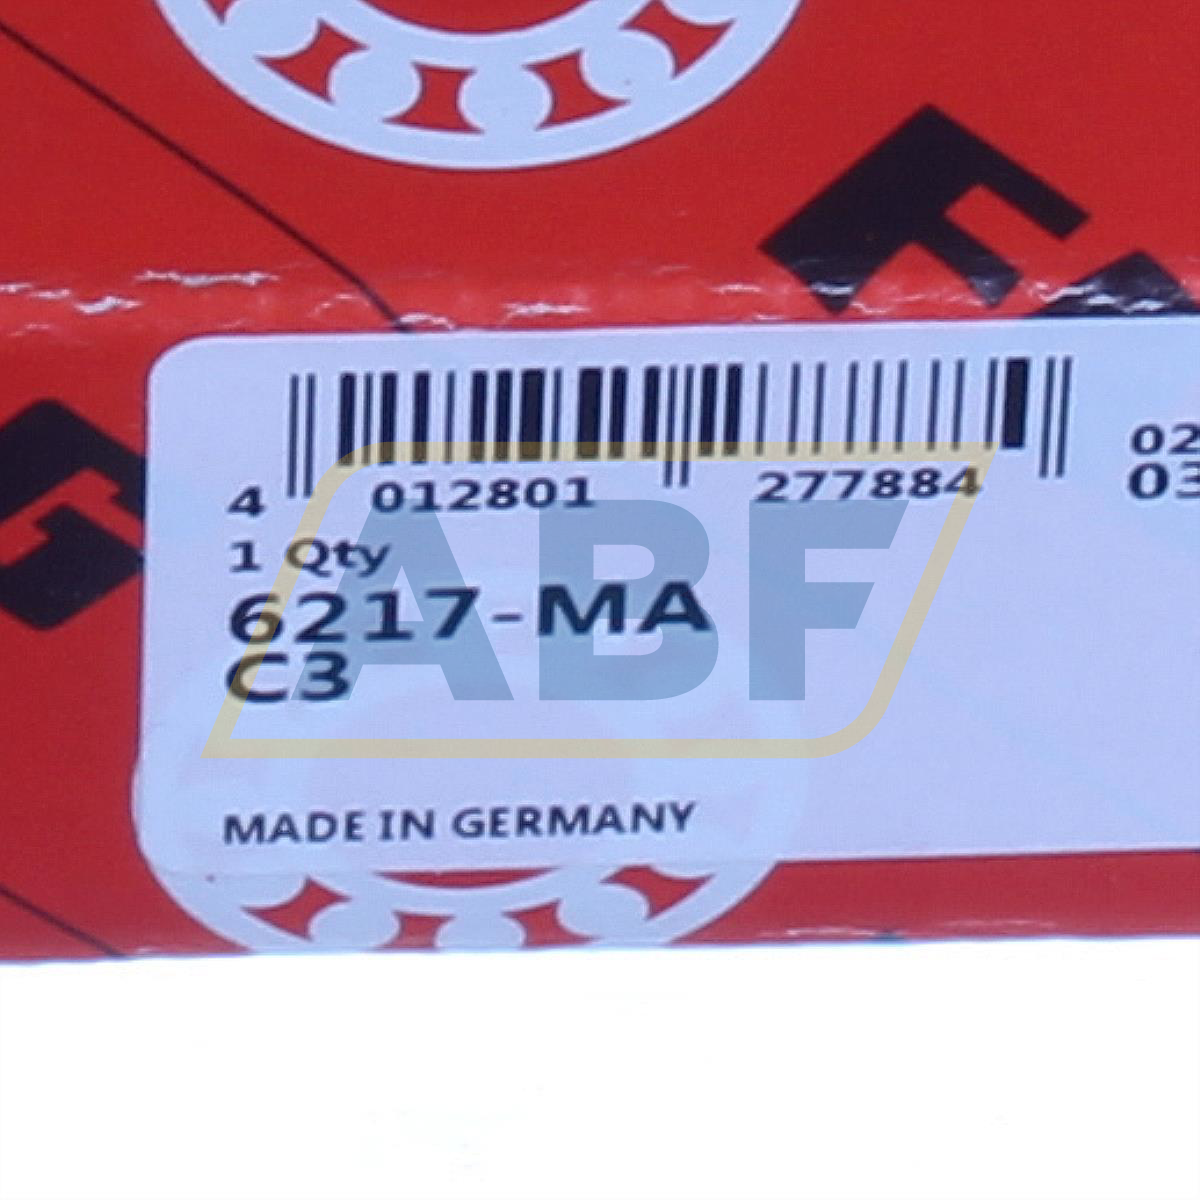 4 012801 277884
02
03
1 Qty
6217-MA
C3
MADE IN GERMANY
ABF